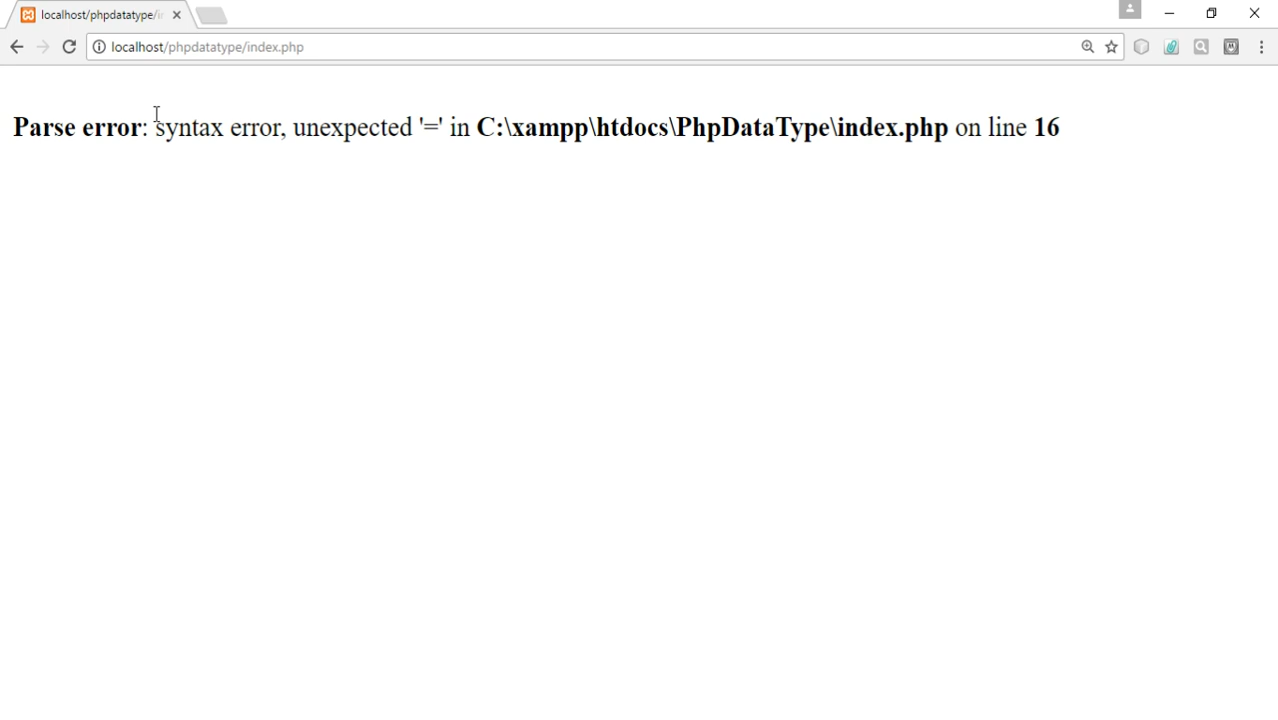 localhost/phpdatatype/i
localhost/phpdatatype/index.php
Parse error: syntax error, unexpected '=' in C:\xampp\htdocs\PhpDataType\index.php on line 16